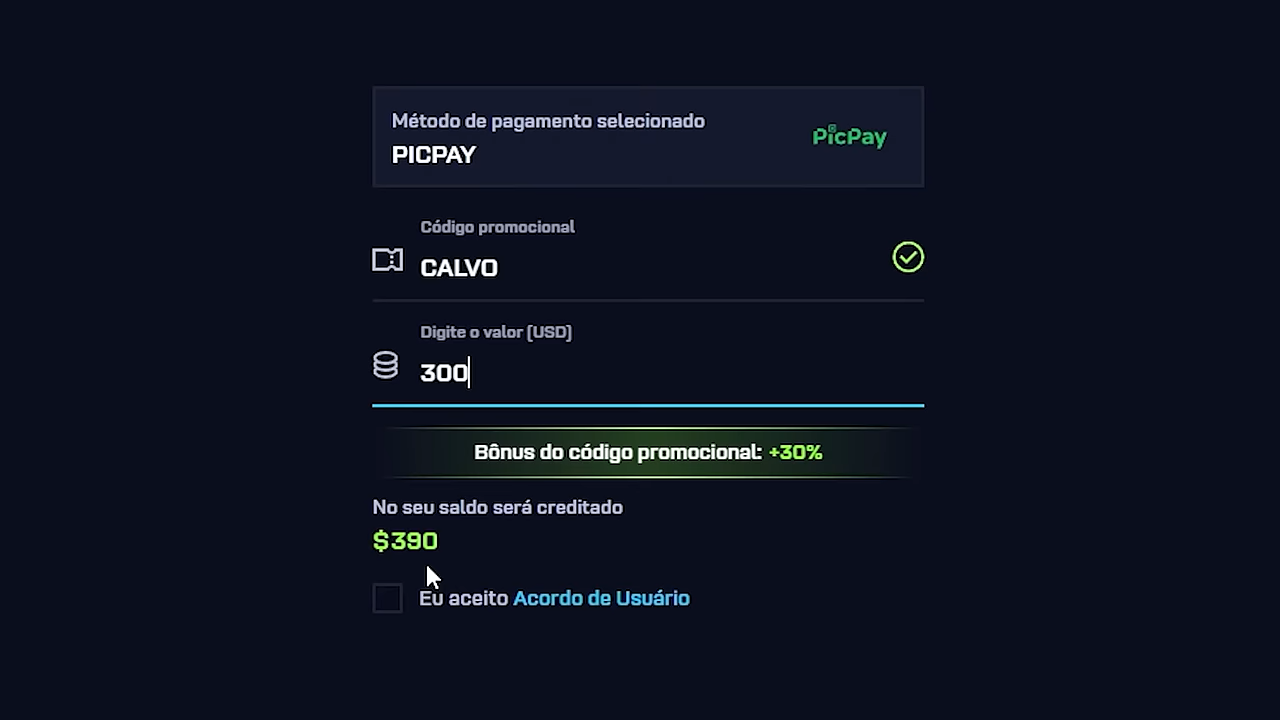 Método de pagamento selecionado
PICPAY
PicPay
Código promocional
CALVO
Digite o valor (USD)
300
Bônus do código promocional: +30%
No seu saldo será creditado
$390
Eu aceito Acordo de Usuário